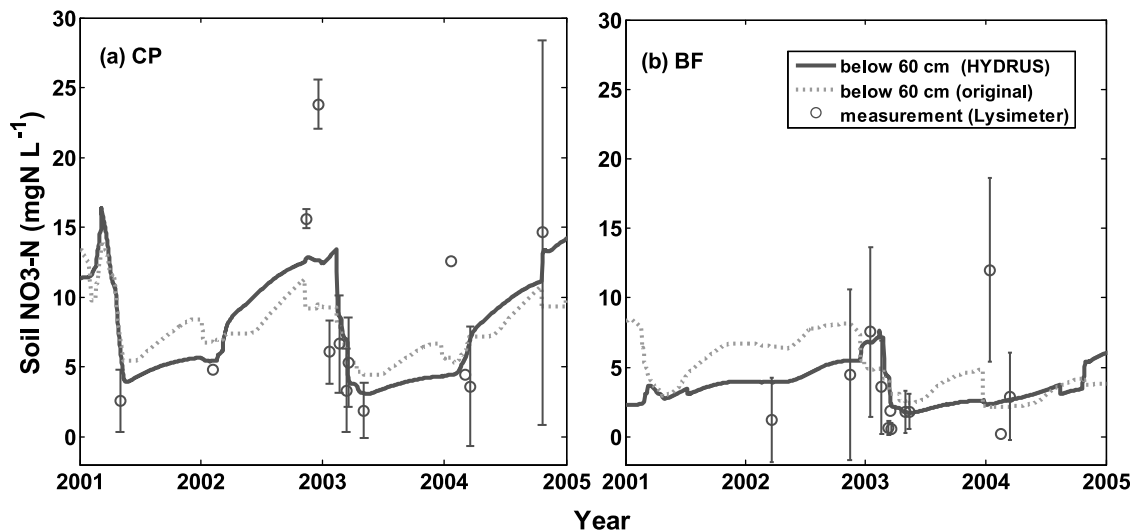 (a) CP
(b) BF
below 60 cm (HYDRUS)
below 60 cm (original)
measurement (Lysimeter)
Soil NO3-N (mgN L-1)
30
25
20
15
10
5
0
2001 2002 2003 2004 2005
30
25
20
15
10
5
0
2001 2002 2003 2004 2005
Year